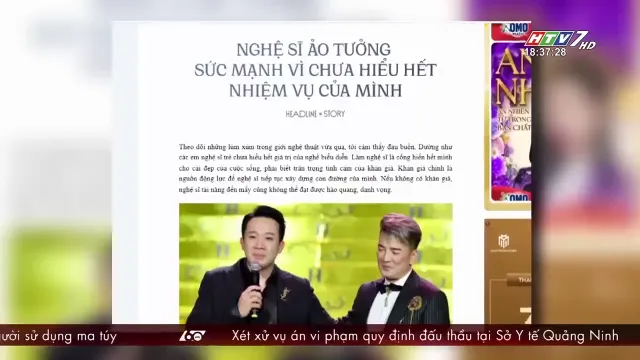 HTV7 HD
18:37:28
NGHỆ SĨ ẢO TƯỞNG
SỨC MẠNH VÌ CHƯA HIỂU HẾT
NHIỆM VỤ CỦA MÌNH
HEADLINE STORY
Theo dõi những lùm xùm trong giới nghệ thuật vừa qua, tôi cảm thấy đau buồn. Dường như
các em nghệ sĩ trẻ chưa hiểu hết giá trị của nghề biểu diễn. Làm nghệ sĩ là cống hiến hết mình
cho cái đẹp của cuộc sống, phải biết trân trọng tình cảm của khán giả. Khán giả chính là
nguồn động lực để nghệ sĩ tiếp tục xây dựng con đường của mình. Nếu không có khán giả,
nghệ sĩ tài năng đến mấy cũng không thể đạt được hào quang, danh vọng.
OMO
OMO
gười sử dụng ma túy
60
Xét xử vụ án vi phạm quy định đấu thầu tại Sở Y tế Quảng Ninh